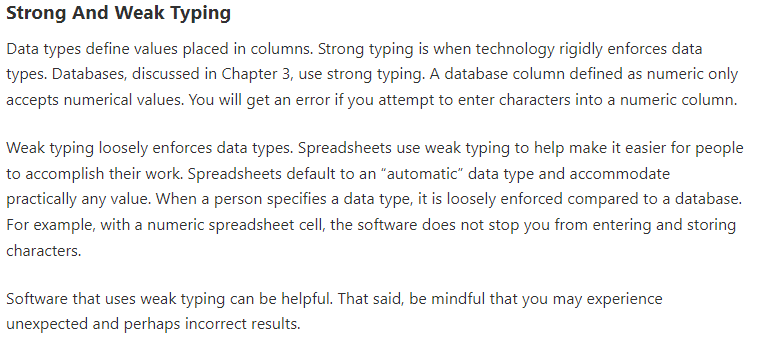 Strong And Weak Typing
Data types define values placed in columns. Strong typing is when technology rigidly enforces data
types. Databases, discussed in Chapter 3, use strong typing. A database column defined as numeric only
accepts numerical values. You will get an error if you attempt to enter characters into a numeric column.
Weak typing loosely enforces data types. Spreadsheets use weak typing to help make it easier for people
to accomplish their work. Spreadsheets default to an “automatic” data type and accommodate
practically any value. When a person specifies a data type, it is loosely enforced compared to a database.
For example, with a numeric spreadsheet cell, the software does not stop you from entering and storing
characters.
Software that uses weak typing can be helpful. That said, be mindful that you may experience
unexpected and perhaps incorrect results.